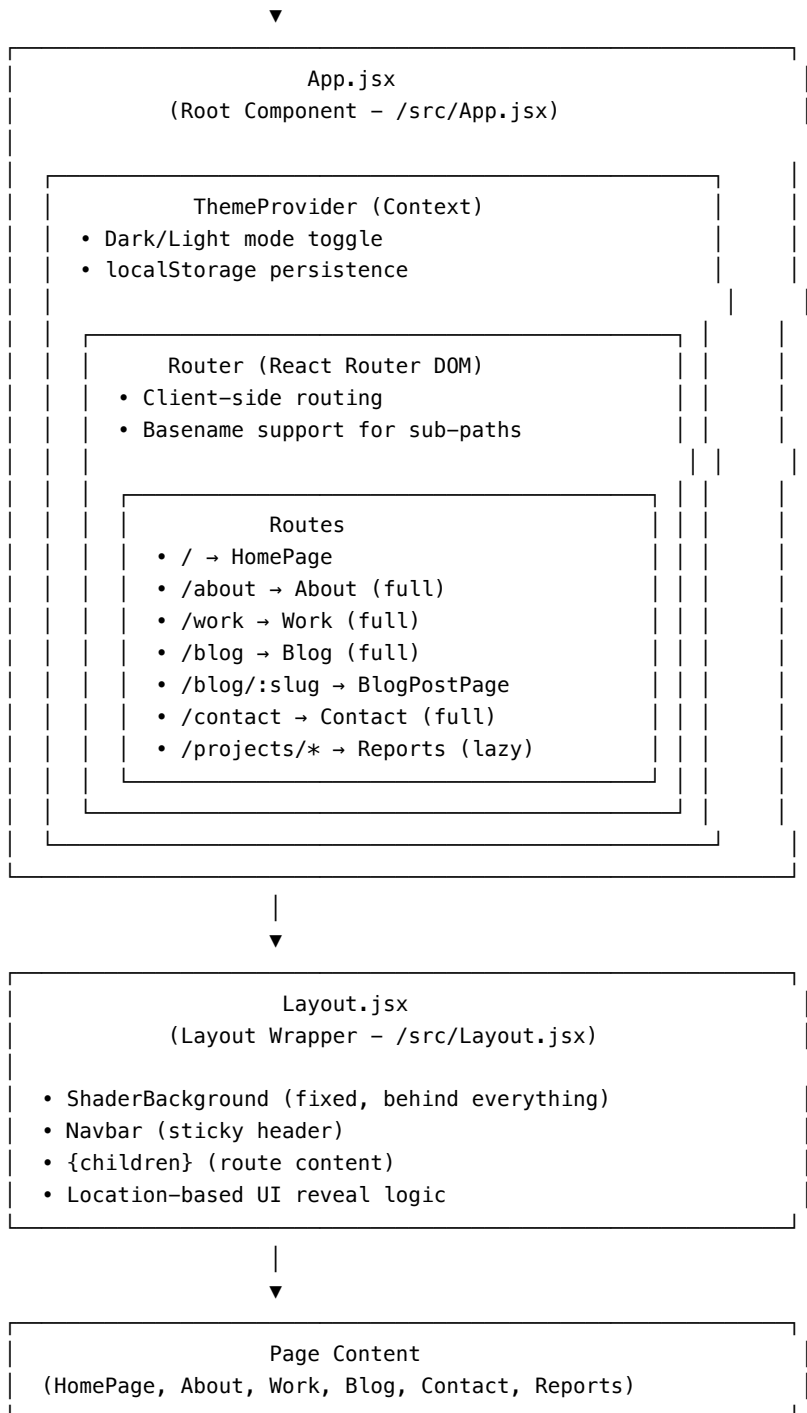 App.jsx
(Root Component - /src/App.jsx)
ThemeProvider (Context)
• Dark/Light mode toggle
• localStorage persistence
Router (React Router DOM)
• Client-side routing
• Basename support for sub-paths
Routes
• / → HomePage
• /about → About (full)
• /work → Work (full)
• /blog → Blog (full)
• /blog/:slug → BlogPostPage
• /contact → Contact (full)
• /projects/* → Reports (lazy)
Layout.jsx
(Layout Wrapper - /src/Layout.jsx)
• ShaderBackground (fixed, behind everything)
• Navbar (sticky header)
• {children} (route content)
• Location-based UI reveal logic
Page Content
(HomePage, About, Work, Blog, Contact, Reports)